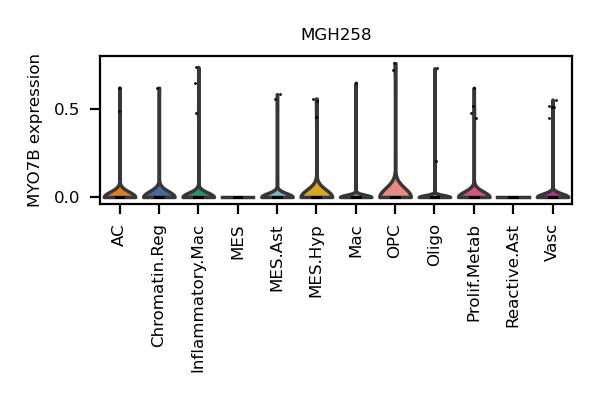 MGH258
MYO7B expression
0.5
0.0
AC
Chromatin.Reg
Inflammatory.Mac
MES
MES.Ast
MES.Hyp
Mac
OPC
Oligo
Prolif.Metab
Reactive.Ast
Vasc